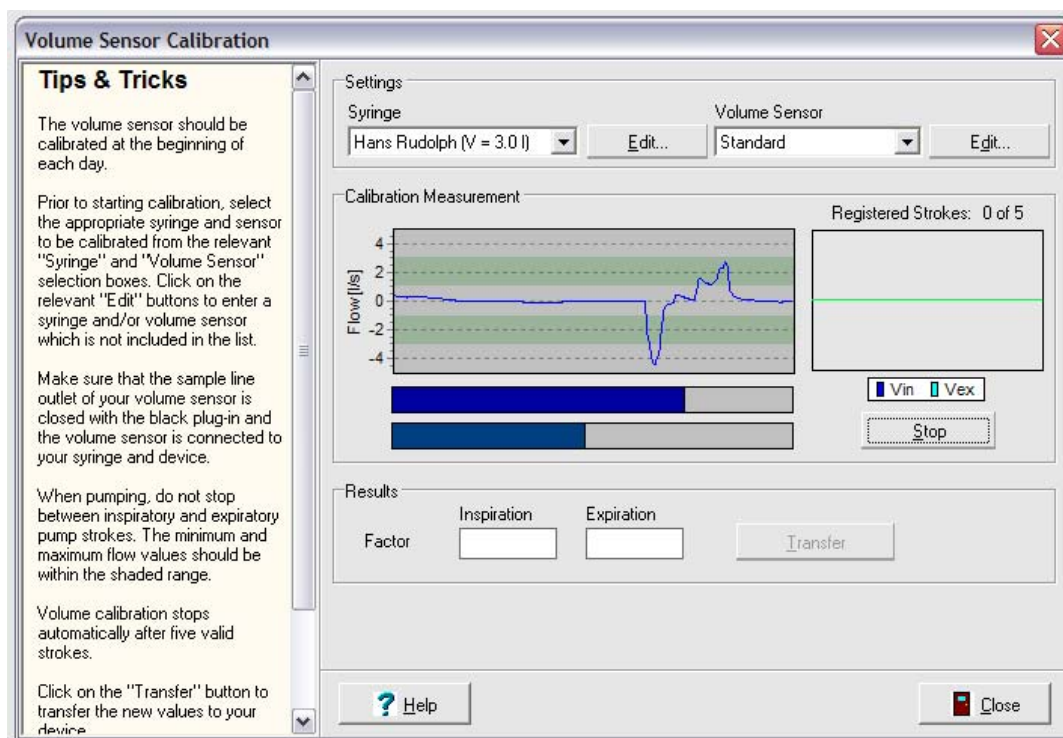 Volume Sensor Calibration
Tips & Tricks
The volume sensor should be
calibrated at the beginning of
each day.
Prior to starting calibration, select
the appropriate syringe and sensor
to be calibrated from the relevant
"Syringe" and "Volume Sensor"
selection boxes. Click on the
relevant "Edit" buttons to enter a
syringe and/or volume sensor
which is not included in the list.
Make sure that the sample line
outlet of your volume sensor is
closed with the black plug-in and
the volume sensor is connected to
your syringe and device.
When pumping, do not stop
between inspiratory and expiratory
pump strokes. The minimum and
maximum flow values should be
within the shaded range.
Volume calibration stops
automatically after five valid
strokes.
Click on the "Transfer" button to
transfer the new values to your
device.
Settings
Syringe
Hans Rudolph (V = 3.0 l)
Edit...
Volume Sensor
Standard
Edit...
Calibration Measurement
Flow [l/s]
4
2
0
-2
-4
Registered Strokes: 0 of 5
Vin Vex
Stop
Results
Inspiration Expiration
Factor
Transfer
? Help
Close